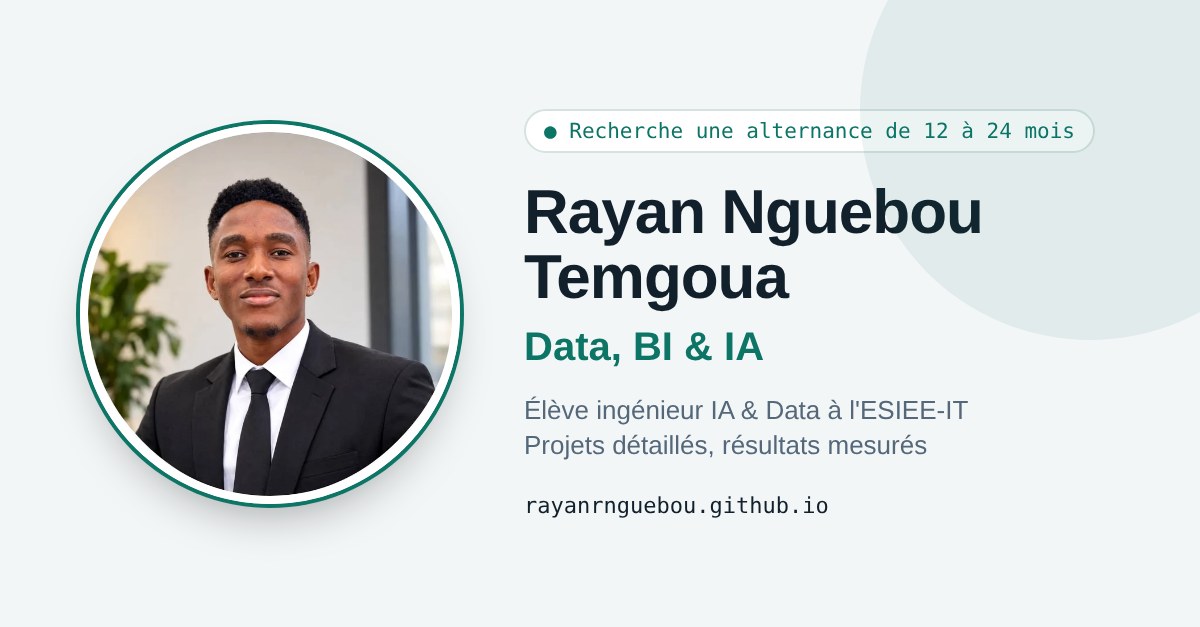 ● Recherche une alternance de 12 à 24 mois
Rayan Nguebou
Temgoua
Data, BI & IA
Élève ingénieur IA & Data à l'ESIEE-IT
Projets détaillés, résultats mesurés
rayanrnguebou.github.io